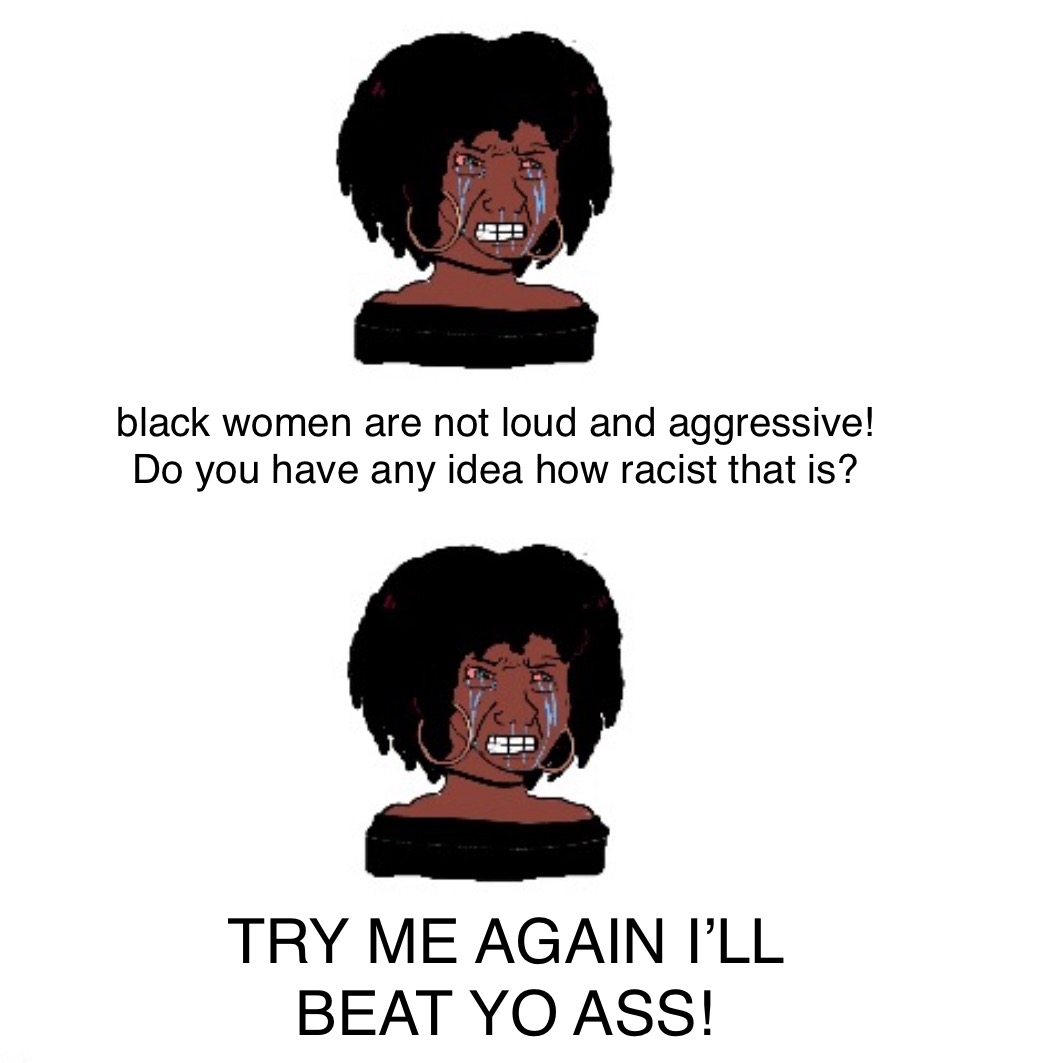 black women are not loud and aggressive!
Do you have any idea how racist that is?
TRY ME AGAIN I’LL
BEAT YO ASS!